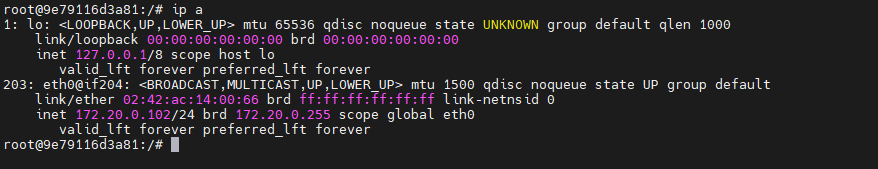 root@9e79116d3a81:/# ip a
1: lo: <LOOPBACK,UP,LOWER_UP> mtu 65536 qdisc noqueue state UNKNOWN group default qlen 1000
    link/loopback 00:00:00:00:00:00 brd 00:00:00:00:00:00
    inet 127.0.0.1/8 scope host lo
       valid_lft forever preferred_lft forever
203: eth0@if204: <BROADCAST,MULTICAST,UP,LOWER_UP> mtu 1500 qdisc noqueue state UP group default
    link/ether 02:42:ac:14:00:66 brd ff:ff:ff:ff:ff:ff link-netnsid 0
    inet 172.20.0.102/24 brd 172.20.0.255 scope global eth0
       valid_lft forever preferred_lft forever
root@9e79116d3a81:/#